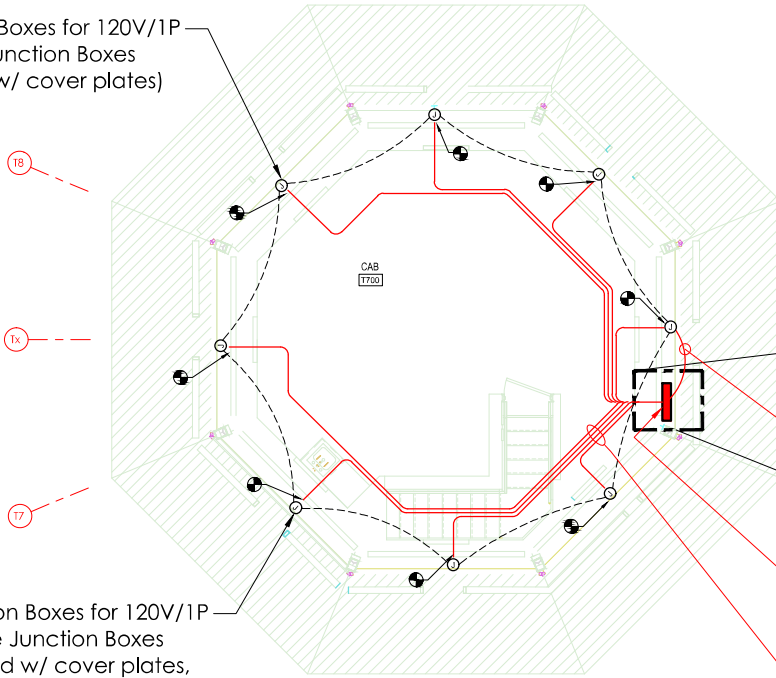 Boxes for 120V/1P
unction Boxes
w/ cover plates)
J
J
J
T8
CAB
T700
J
Tx
J
T7
J
J
J
on Boxes for 120V/1P
e Junction Boxes
d w/ cover plates,